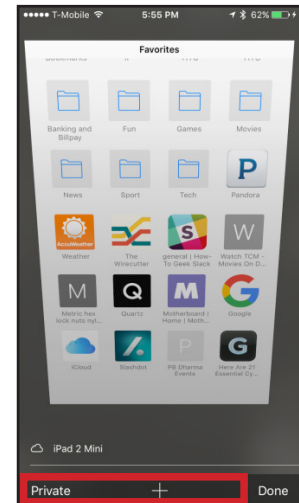 T-Mobile 5:55 PM 62%
Favorites
Banking and Billpay Fun Games Movies
News Sport Tech Pandora
AccuWeather
Weather The Wirecutter general | How-To Geek Slack Watch TCM - Movies On D...
Metric hex lock nuts nyl... Quartz Motherboard | Home | Moth... Google
iCloud Slashdot PB Dharma Events Here Are 21 Essential Cy...
iPad 2 Mini
Private + Done